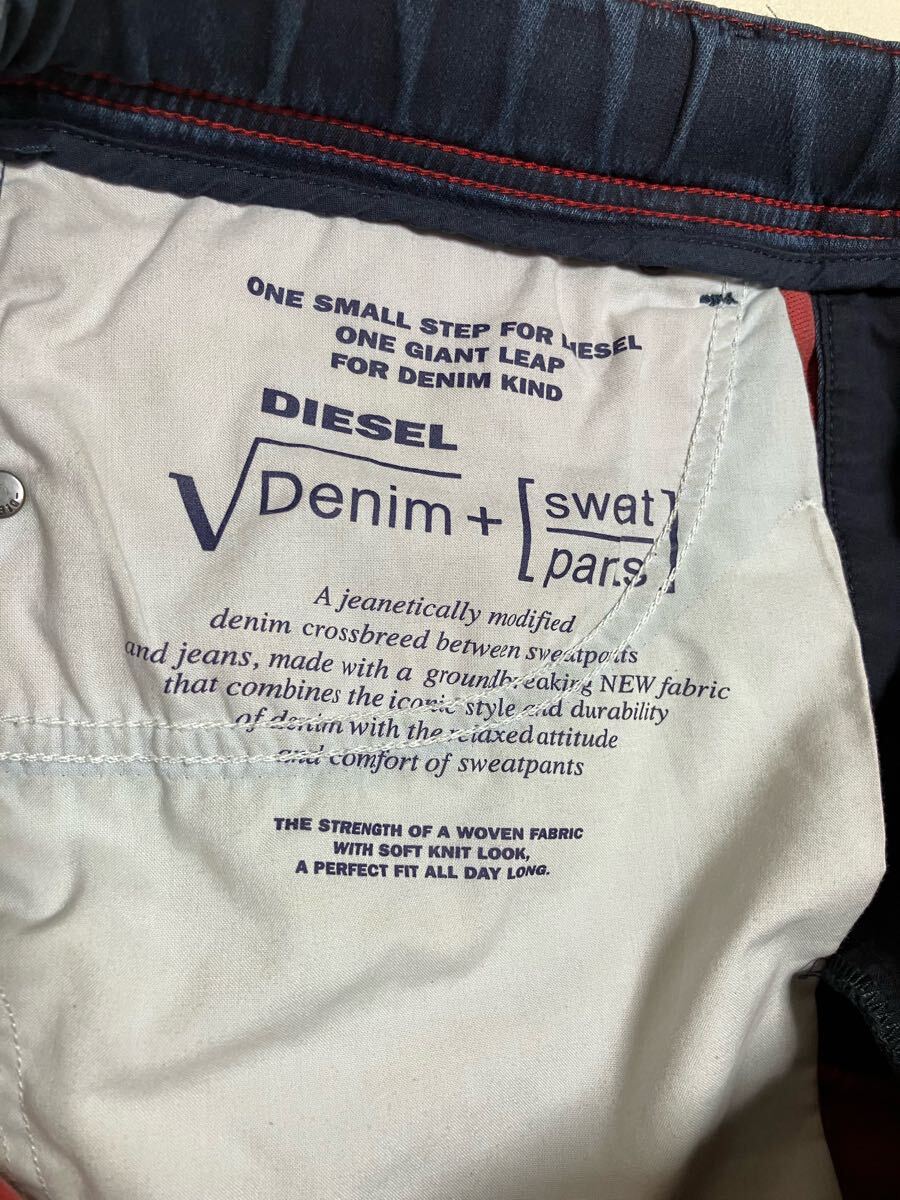 ONE SMALL STEP FOR DIESEL
ONE GIANT LEAP
FOR DENIM KIND
DIESEL
√Denim + [swet
pants]
A jeanetically modified
denim crossbreed between sweatpants
and jeans, made with a groundbreaking NEW fabric
that combines the iconic style and durability
of denim with the relaxed attitude
and comfort of sweatpants
THE STRENGTH OF A WOVEN FABRIC
WITH SOFT KNIT LOOK,
A PERFECT FIT ALL DAY LONG.